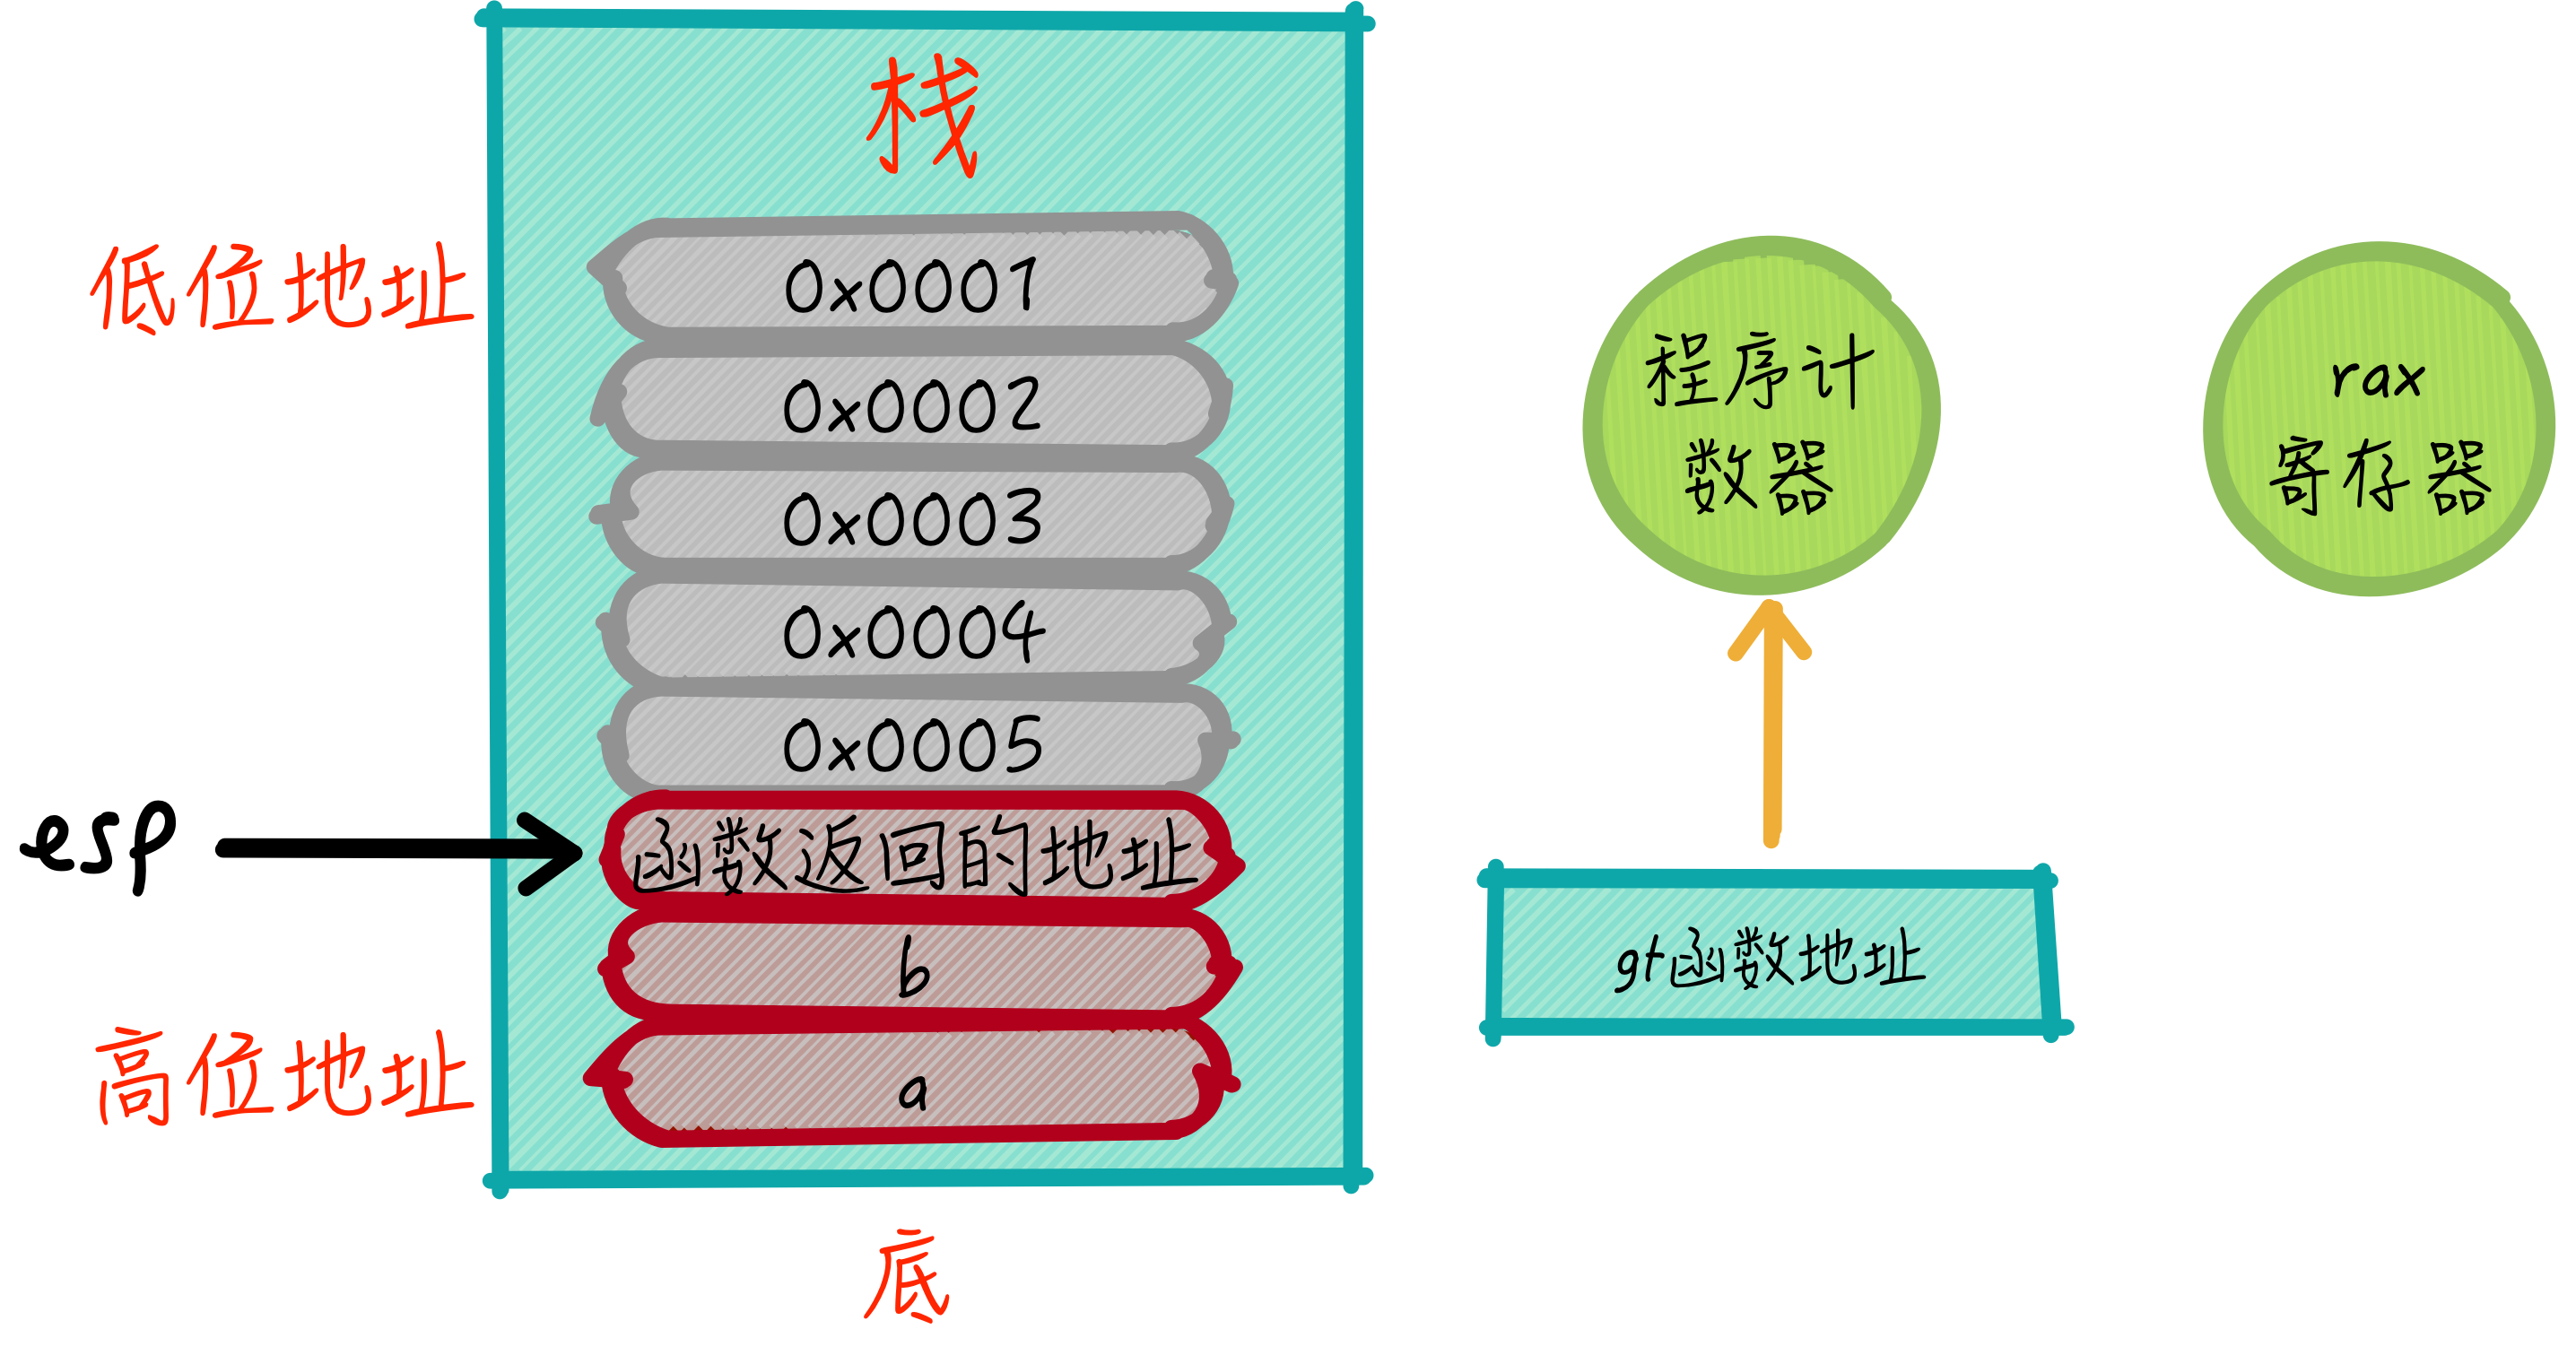 栈
低位地址
0x0001
0x0002
0x0003
0x0004
0x0005
esp
函数返回的地址
b
高位地址
a
底
程序计
数器
rax
寄存器
gt函数地址